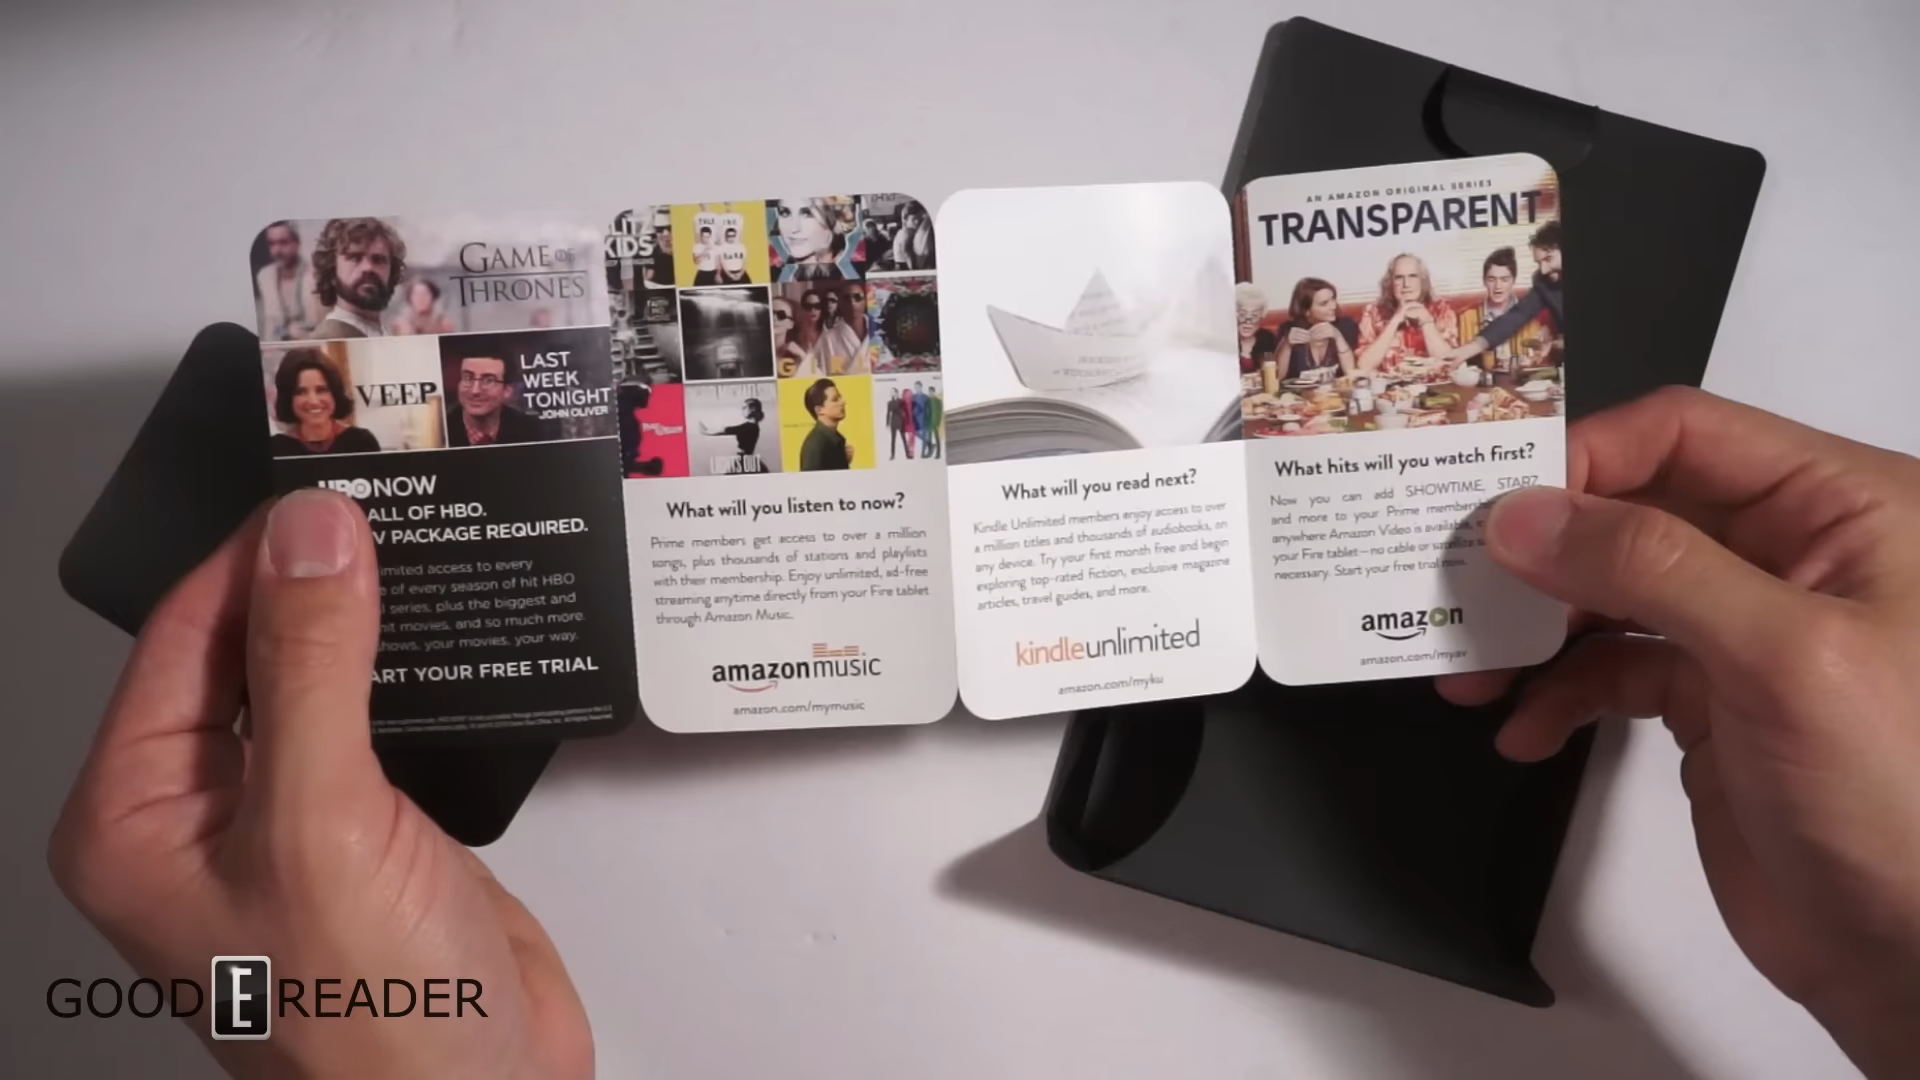 GAME OF
THRONES
VEEP
LAST
WEEK
TONIGHT
JOHN OLIVER
HBO NOW
ALL OF HBO.
PACKAGE REQUIRED.
access to every
of every season of hit HBO
series, plus the biggest and
movies, and so much more.
your movies, your way.
YOUR FREE TRIAL
KIDS
LIGHTS OUT
What will you listen to now?
Prime members get access to over a million
songs, plus thousands of stations and playlists
with their membership. Enjoy unlimited, ad-free
streaming anytime directly from your Fire tablet
through Amazon Music.
amazon music
amazon.com/mymusic
What will you read next?
Kindle Unlimited members enjoy access to over
a million titles and thousands of audiobooks, on
any device. Try your first month free and begin
exploring top-rated fiction, exclusive magazine
articles, travel guides, and more.
kindleunlimited
amazon.com/myku
AN AMAZON ORIGINAL SERIES
TRANSPARENT
What hits will you watch first?
Now you can add SHOWTIME, STARZ,
and more to your Prime membership
anywhere Amazon Video is available,
your Fire tablet—no cable or satellite
necessary. Start your free trial now.
amazon
amazon.com/myav
GOOD E READER